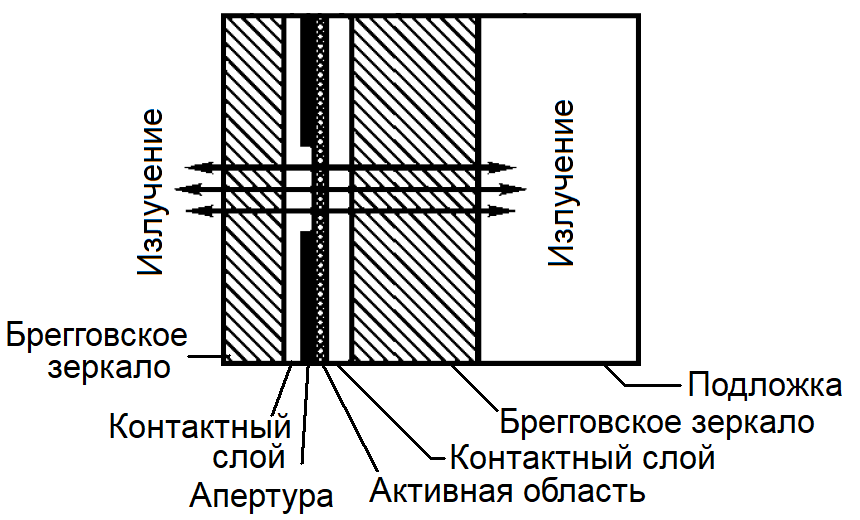 Излучение
Излучение
Брегговское
зеркало
Подложка
Контактный
слой
Брегговское зеркало
Контактный слой
Апертура
Активная область